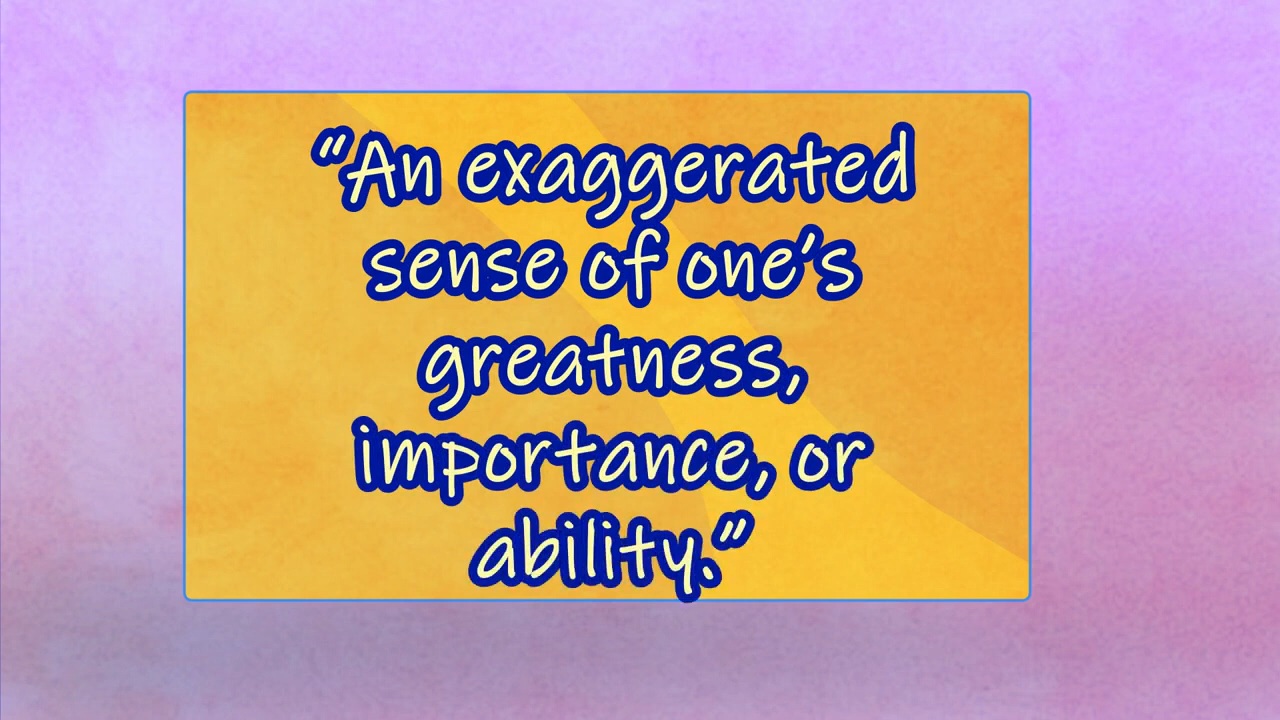 “An exaggerated
sense of one’s
greatness,
importance, or
ability.”